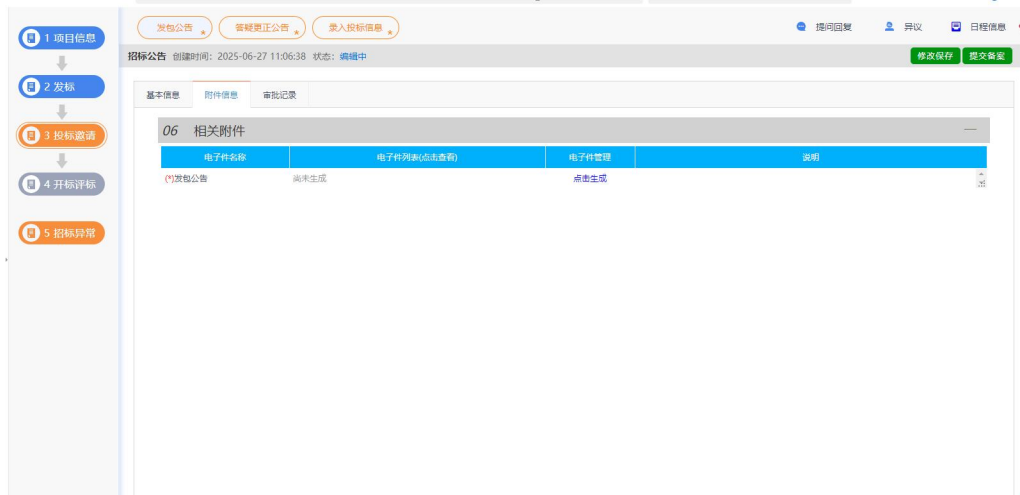 发包公告 * 答疑更正公告 * 录入投标信息 * 提问回复 异议 日程信息
1 项目信息
招标公告 创建时间：2025-06-27 11:06:38 状态：编辑中 修改保存 提交备案
2 发标
基本信息 附件信息 审批记录
3 投标邀请
06 相关附件
电子件名称 电子件列表(点击查看) 电子件管理 说明
(*)发包公告 尚未生成 点击生成
4 开标评标
5 招标异常